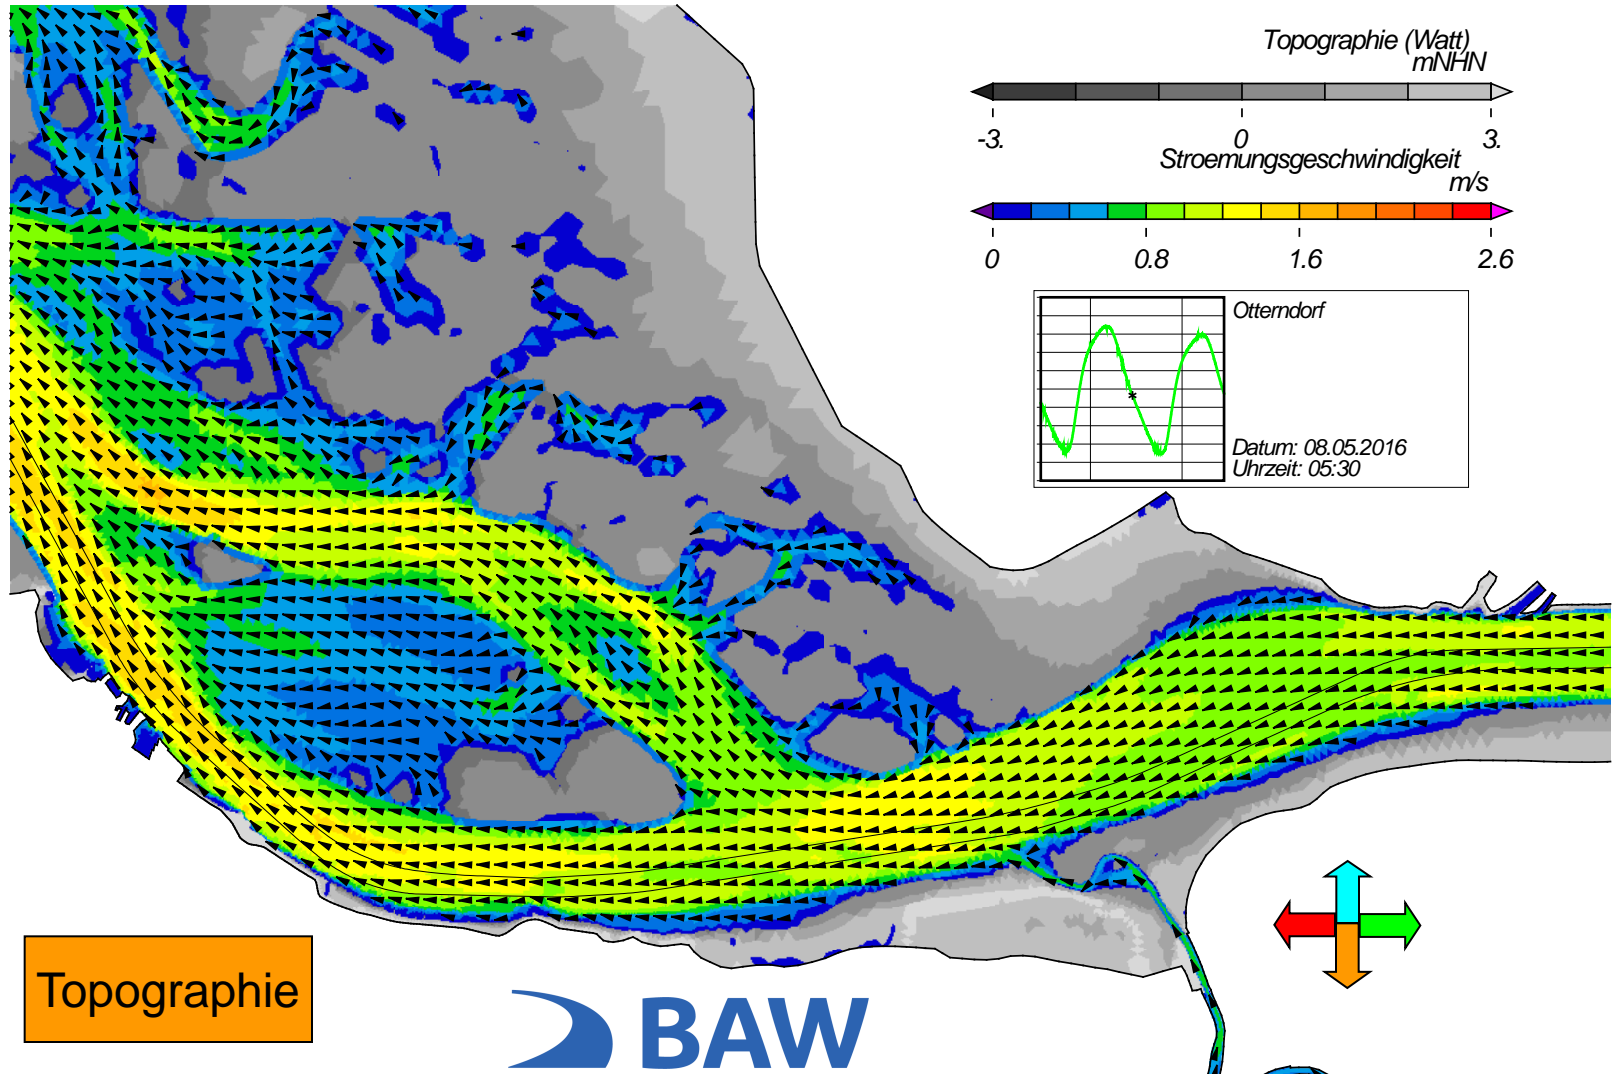 Topographie (Watt)
mNHN
-3. 0 3.
Stroemungsgeschwindigkeit
m/s
0 0.8 1.6 2.6
Otterndorf
Datum: 08.05.2016
Uhrzeit: 05:30
Topographie
BAW